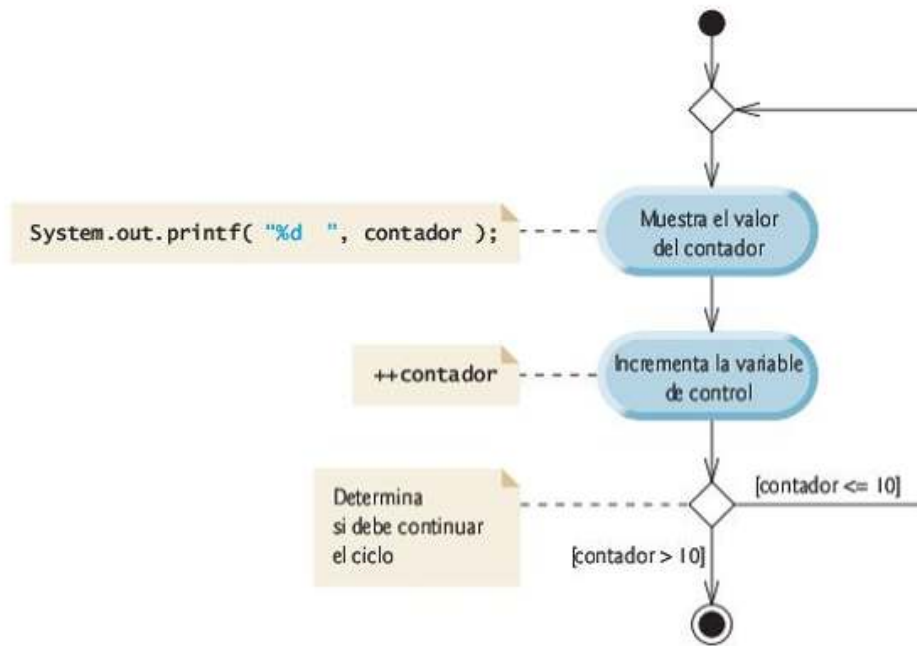 System.out.printf( "%d  ", contador );
Muestra el valor
del contador
++contador
Incrementa la variable
de control
Determina
si debe continuar
el ciclo
[contador <= 10]
[contador > 10]